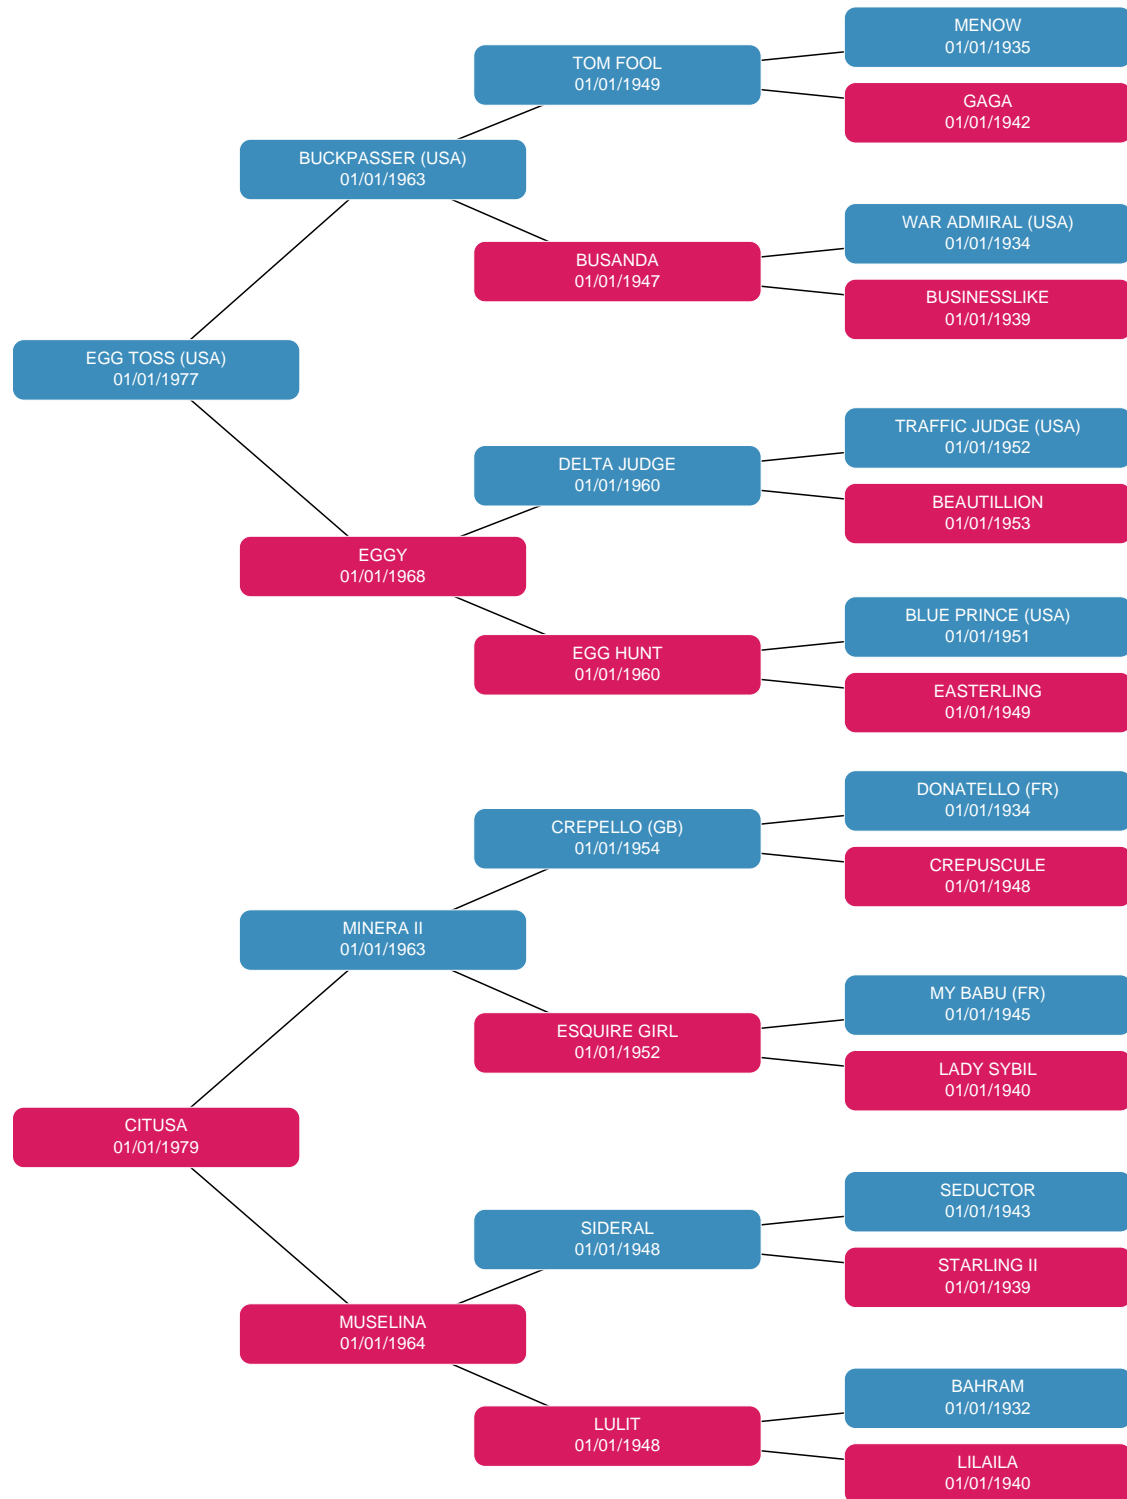 MENOW
01/01/1935
TOM FOOL
01/01/1949
GAGA
01/01/1942
BUCKPASSER (USA)
01/01/1963
WAR ADMIRAL (USA)
01/01/1934
BUSANDA
01/01/1947
BUSINESSLIKE
01/01/1939
EGG TOSS (USA)
01/01/1977
TRAFFIC JUDGE (USA)
01/01/1952
DELTA JUDGE
01/01/1960
BEAUTILLION
01/01/1953
EGGY
01/01/1968
BLUE PRINCE (USA)
01/01/1951
EGG HUNT
01/01/1960
EASTERLING
01/01/1949
DONATELLO (FR)
01/01/1934
CREPELLO (GB)
01/01/1954
CREPUSCULE
01/01/1948
MINERA II
01/01/1963
MY BABU (FR)
01/01/1945
ESQUIRE GIRL
01/01/1952
LADY SYBIL
01/01/1940
CITUSA
01/01/1979
SEDUCTOR
01/01/1943
SIDERAL
01/01/1948
STARLING II
01/01/1939
MUSELINA
01/01/1964
BAHRAM
01/01/1932
LULIT
01/01/1948
LILAILA
01/01/1940